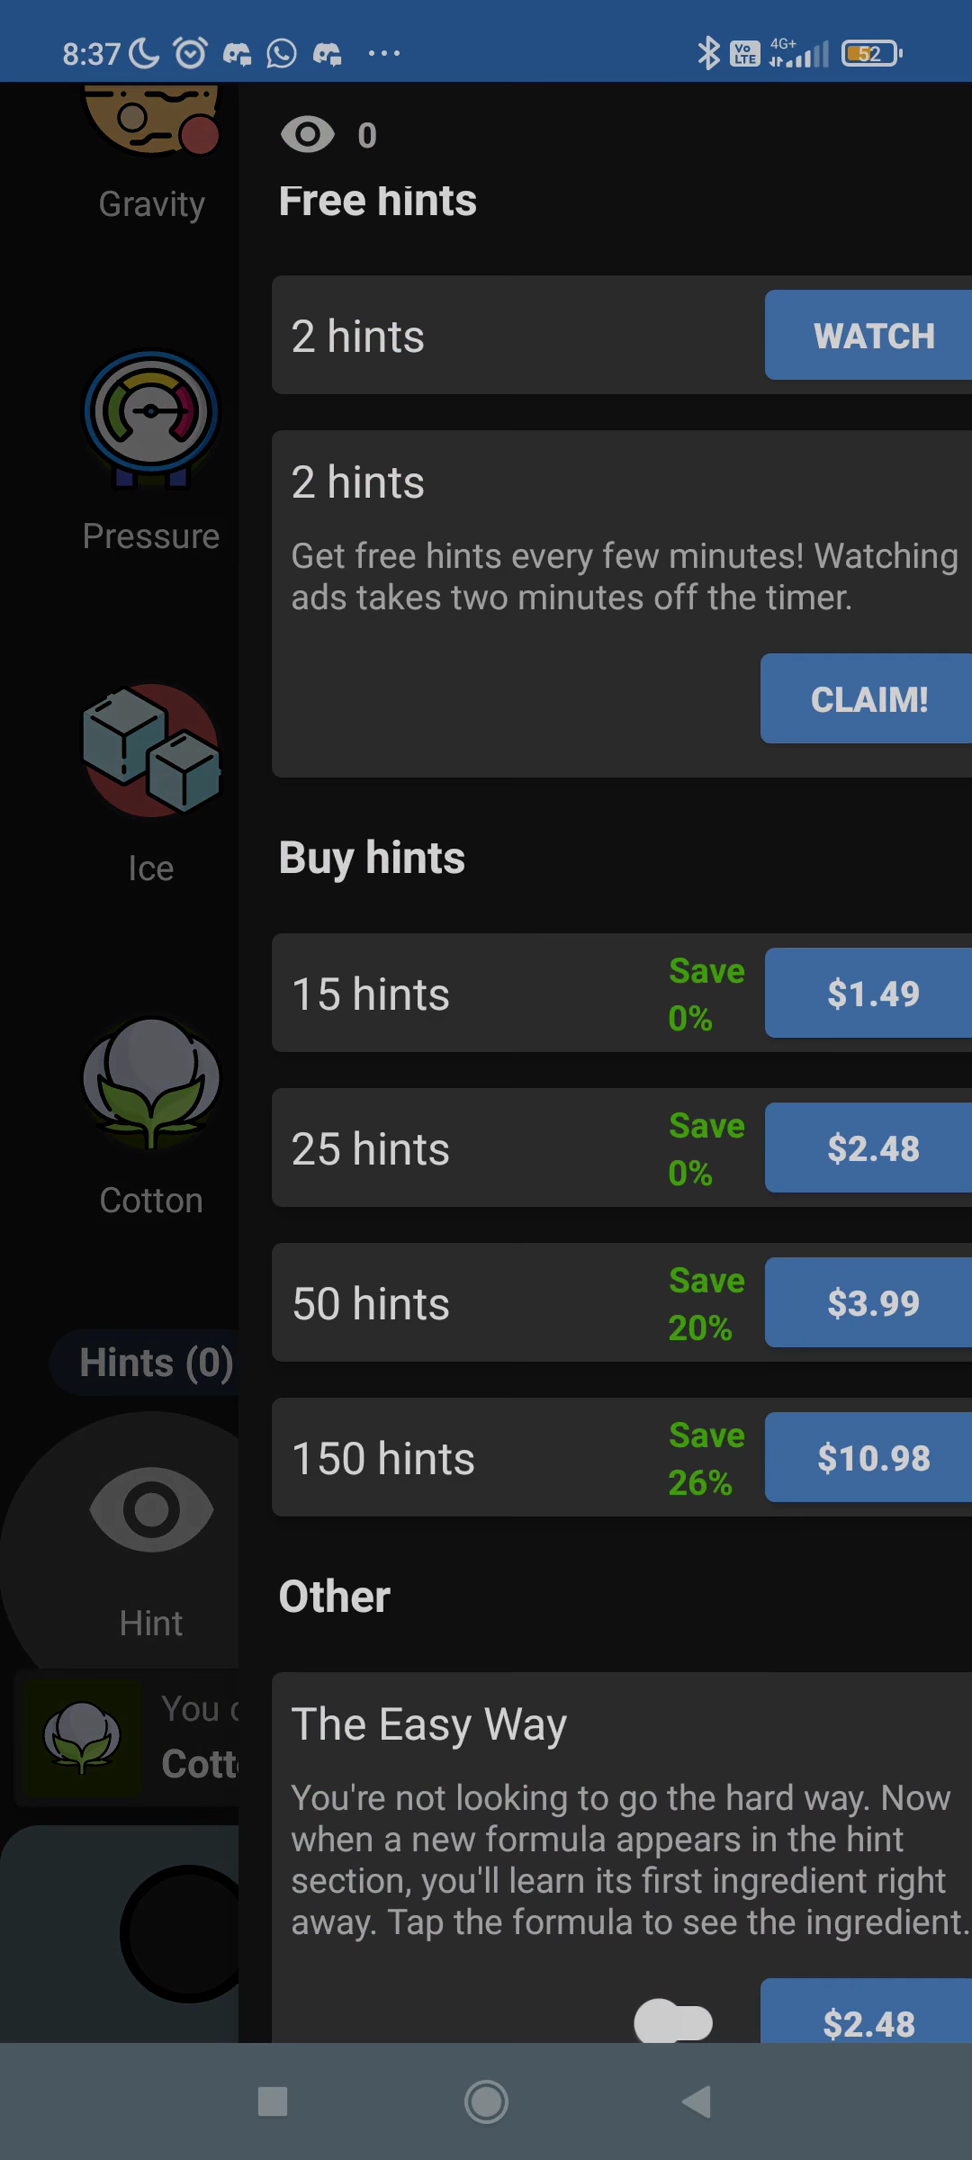 8:37
Vo LTE
4G+
52
0
Gravity
Free hints
2 hints
WATCH
Pressure
2 hints
Get free hints every few minutes! Watching
ads takes two minutes off the timer.
CLAIM!
Ice
Buy hints
15 hints
Save
0%
$1.49
Cotton
25 hints
Save
0%
$2.48
50 hints
Save
20%
$3.99
Hints (0)
150 hints
Save
26%
$10.98
Hint
Other
You
Cott
The Easy Way
You're not looking to go the hard way. Now
when a new formula appears in the hint
section, you'll learn its first ingredient right
away. Tap the formula to see the ingredient.
$2.48